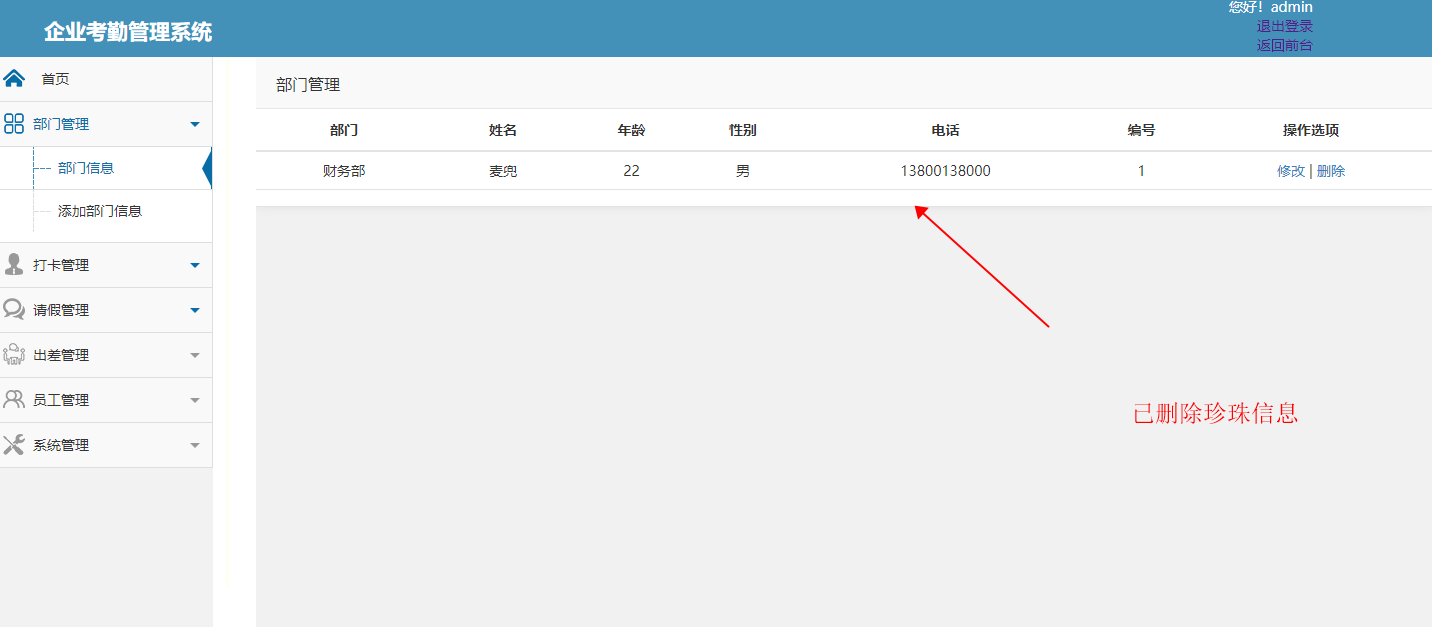 企业考勤管理系统
您好！admin
退出登录
返回前台
首页
部门管理
部门信息
添加部门信息
打卡管理
请假管理
出差管理
员工管理
系统管理
部门管理
部门 姓名 年龄 性别 电话 编号 操作选项
财务部 麦兜 22 男 13800138000 1 修改 | 删除
已删除珍珠信息